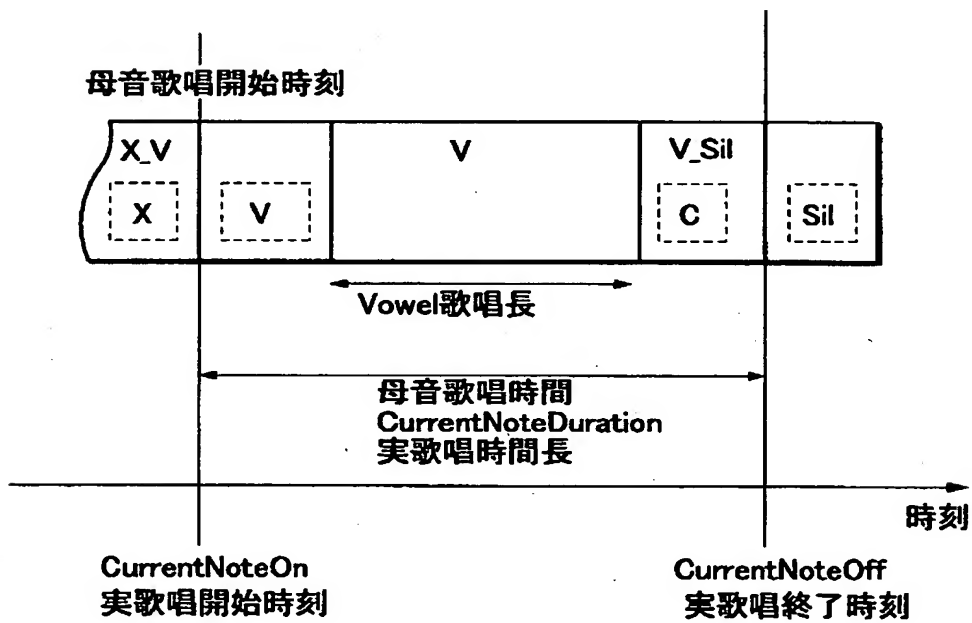 母音歌唱開始時刻
X_V V V_Sil
X V C Sil
Vowel歌唱長
母音歌唱時間
CurrentNoteDuration
実歌唱時間長
時刻
CurrentNoteOn
実歌唱開始時刻
CurrentNoteOff
実歌唱終了時刻